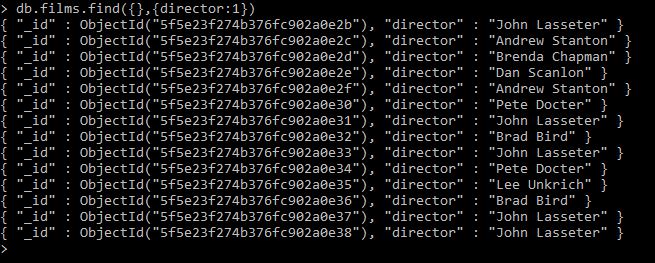 > db.films.find({},{director:1})
{ "_id" : ObjectId("5f5e23f274b376fc902a0e2b"), "director" : "John Lasseter" }
{ "_id" : ObjectId("5f5e23f274b376fc902a0e2c"), "director" : "Andrew Stanton" }
{ "_id" : ObjectId("5f5e23f274b376fc902a0e2d"), "director" : "Brenda Chapman" }
{ "_id" : ObjectId("5f5e23f274b376fc902a0e2e"), "director" : "Dan Scanlon" }
{ "_id" : ObjectId("5f5e23f274b376fc902a0e2f"), "director" : "Andrew Stanton" }
{ "_id" : ObjectId("5f5e23f274b376fc902a0e30"), "director" : "Pete Docter" }
{ "_id" : ObjectId("5f5e23f274b376fc902a0e31"), "director" : "John Lasseter" }
{ "_id" : ObjectId("5f5e23f274b376fc902a0e32"), "director" : "Brad Bird" }
{ "_id" : ObjectId("5f5e23f274b376fc902a0e33"), "director" : "John Lasseter" }
{ "_id" : ObjectId("5f5e23f274b376fc902a0e34"), "director" : "Pete Docter" }
{ "_id" : ObjectId("5f5e23f274b376fc902a0e35"), "director" : "Lee Unkrich" }
{ "_id" : ObjectId("5f5e23f274b376fc902a0e36"), "director" : "Brad Bird" }
{ "_id" : ObjectId("5f5e23f274b376fc902a0e37"), "director" : "John Lasseter" }
{ "_id" : ObjectId("5f5e23f274b376fc902a0e38"), "director" : "John Lasseter" }
>